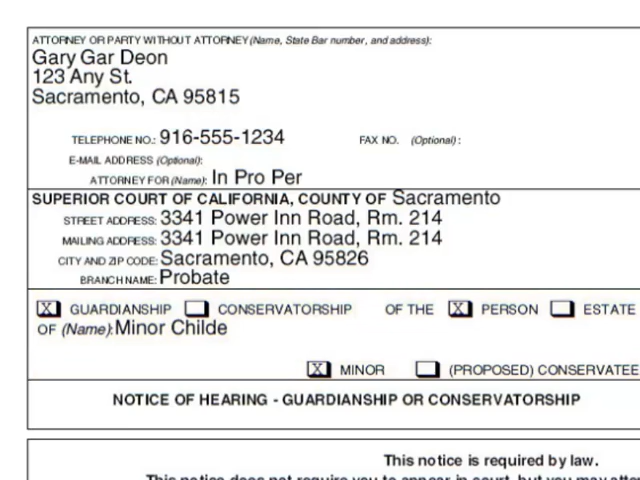 ATTORNEY OR PARTY WITHOUT ATTORNEY (Name, State Bar number, and address):
Gary Gar Deon
123 Any St.
Sacramento, CA 95815
TELEPHONE NO.: 916-555-1234 FAX NO. (Optional):
E-MAIL ADDRESS (Optional):
ATTORNEY FOR (Name): In Pro Per
SUPERIOR COURT OF CALIFORNIA, COUNTY OF Sacramento
STREET ADDRESS: 3341 Power Inn Road, Rm. 214
MAILING ADDRESS: 3341 Power Inn Road, Rm. 214
CITY AND ZIP CODE: Sacramento, CA 95826
BRANCH NAME: Probate
X GUARDIANSHIP CONSERVATORSHIP OF THE X PERSON ESTATE
OF (Name): Minor Childe
X MINOR (PROPOSED) CONSERVATEE
NOTICE OF HEARING - GUARDIANSHIP OR CONSERVATORSHIP
This notice is required by law.
This notice does not require you to appear in court, but you may